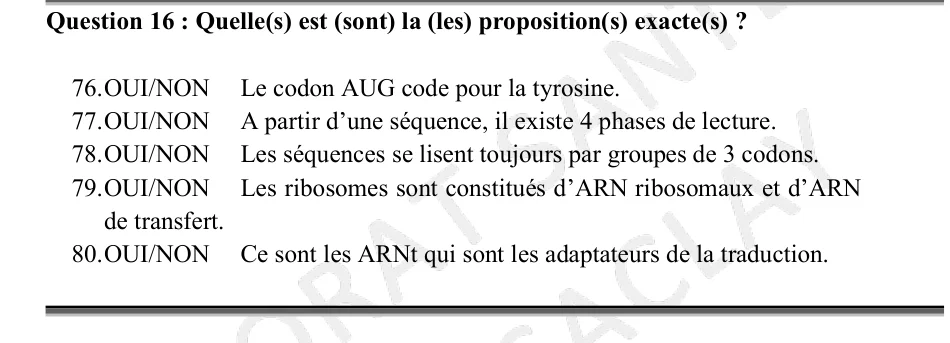 Question 16 : Quelle(s) est (sont) la (les) proposition(s) exacte(s) ?
76.OUI/NON Le codon AUG code pour la tyrosine.
77.OUI/NON A partir d’une séquence, il existe 4 phases de lecture.
78.OUI/NON Les séquences se lisent toujours par groupes de 3 codons.
79.OUI/NON Les ribosomes sont constitués d’ARN ribosomaux et d’ARN
de transfert.
80.OUI/NON Ce sont les ARNt qui sont les adaptateurs de la traduction.